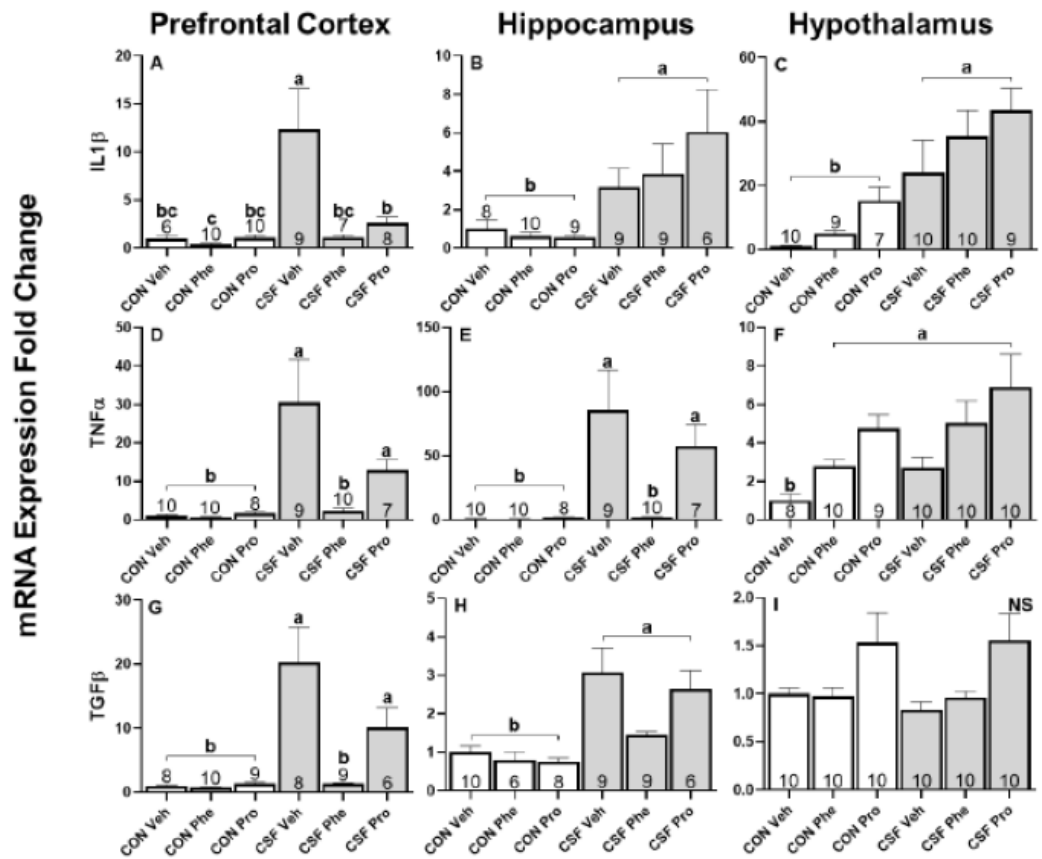 Prefrontal Cortex Hippocampus Hypothalamus
mRNA Expression Fold Change
A
IL1β
20
15
10
5
0
bc c bc a bc b
6 10 10 9 7 8
CON Veh CON Phe CON Pro CSF Veh CSF Phe CSF Pro
B
10
8
6
4
2
0
b a
8 10 9 9 9 6
CON Veh CON Phe CON Pro CSF Veh CSF Phe CSF Pro
C
60
40
20
0
b a
10 9 7 10 10 9
CON Veh CON Phe CON Pro CSF Veh CSF Phe CSF Pro
D
TNFα
50
40
30
20
10
0
b a b a
10 10 8 9 10 7
CON Veh CON Phe CON Pro CSF Veh CSF Phe CSF Pro
E
150
100
50
0
b a b a
10 10 8 9 10 7
CON Veh CON Phe CON Pro CSF Veh CSF Phe CSF Pro
F
10
8
6
4
2
0
b a
8 10 9 10 10 10
CON Veh CON Phe CON Pro CSF Veh CSF Phe CSF Pro
G
TGFβ
30
20
10
0
b a b a
8 10 9 8 9 6
CON Veh CON Phe CON Pro CSF Veh CSF Phe CSF Pro
H
5
4
3
2
1
0
b a
10 6 8 9 9 6
CON Veh CON Phe CON Pro CSF Veh CSF Phe CSF Pro
I NS
2.0
1.5
1.0
0.5
0.0
10 10 10 10 10 10
CON Veh CON Phe CON Pro CSF Veh CSF Phe CSF Pro